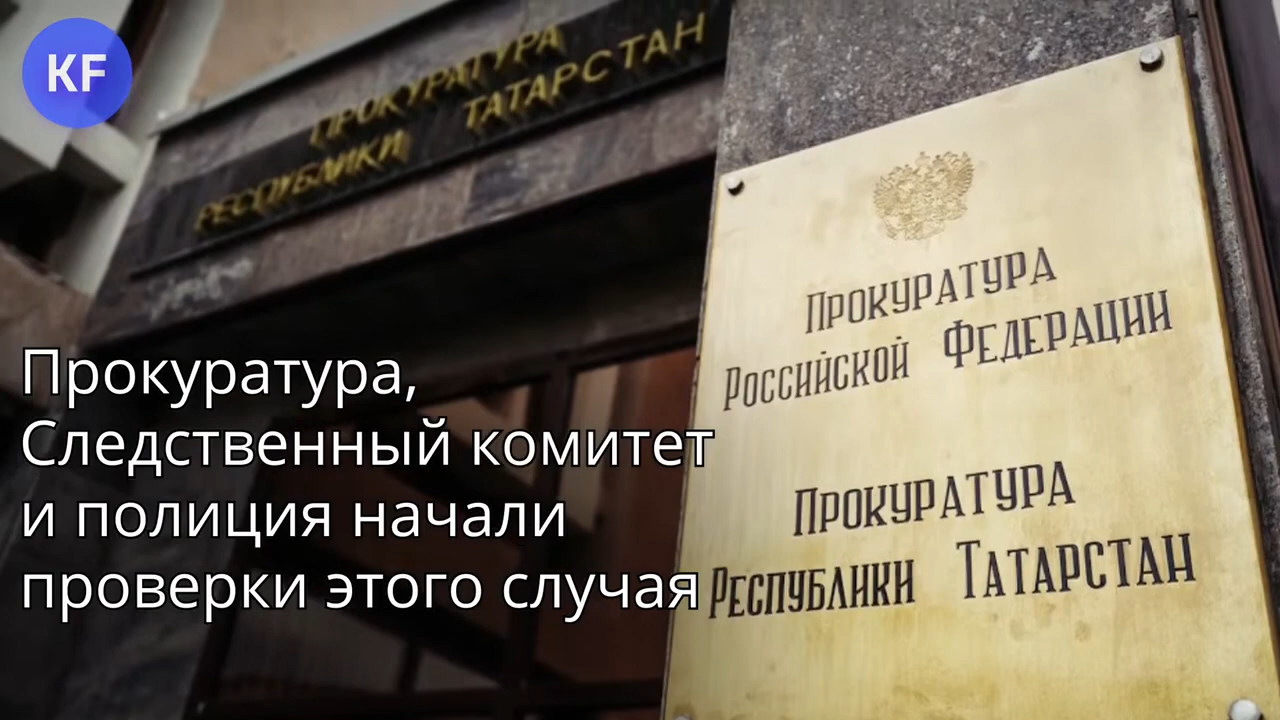 KF
ПРОКУРАТУРА
РЕСПУБЛИКИ ТАТАРСТАН
ПРОКУРАТУРА
РОССИЙСКОЙ ФЕДЕРАЦИИ
ПРОКУРАТУРА
РЕСПУБЛИКИ ТАТАРСТАН
Прокуратура,
Следственный комитет
и полиция начали
проверки этого случая